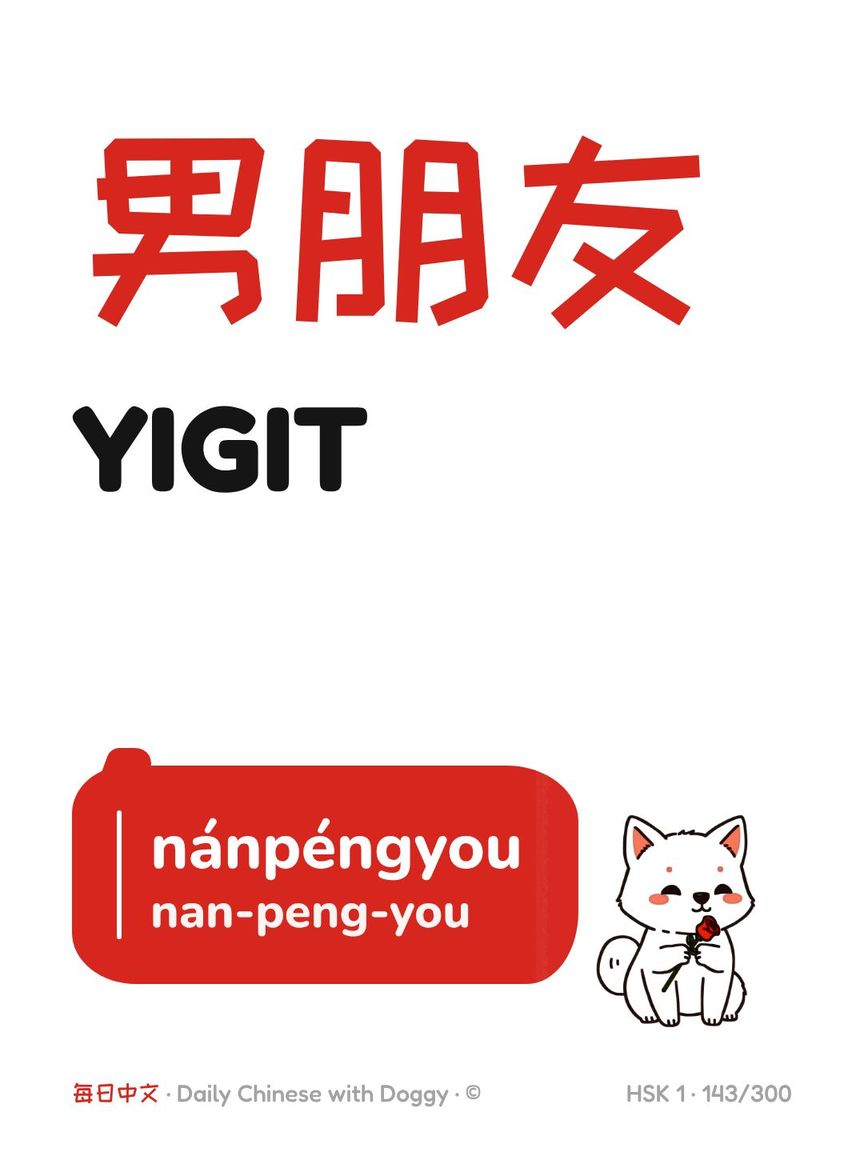 男朋友
YIGIT
nánpéngyou
nan-peng-you
每日中文 · Daily Chinese with Doggy · ©
HSK 1 · 143/300